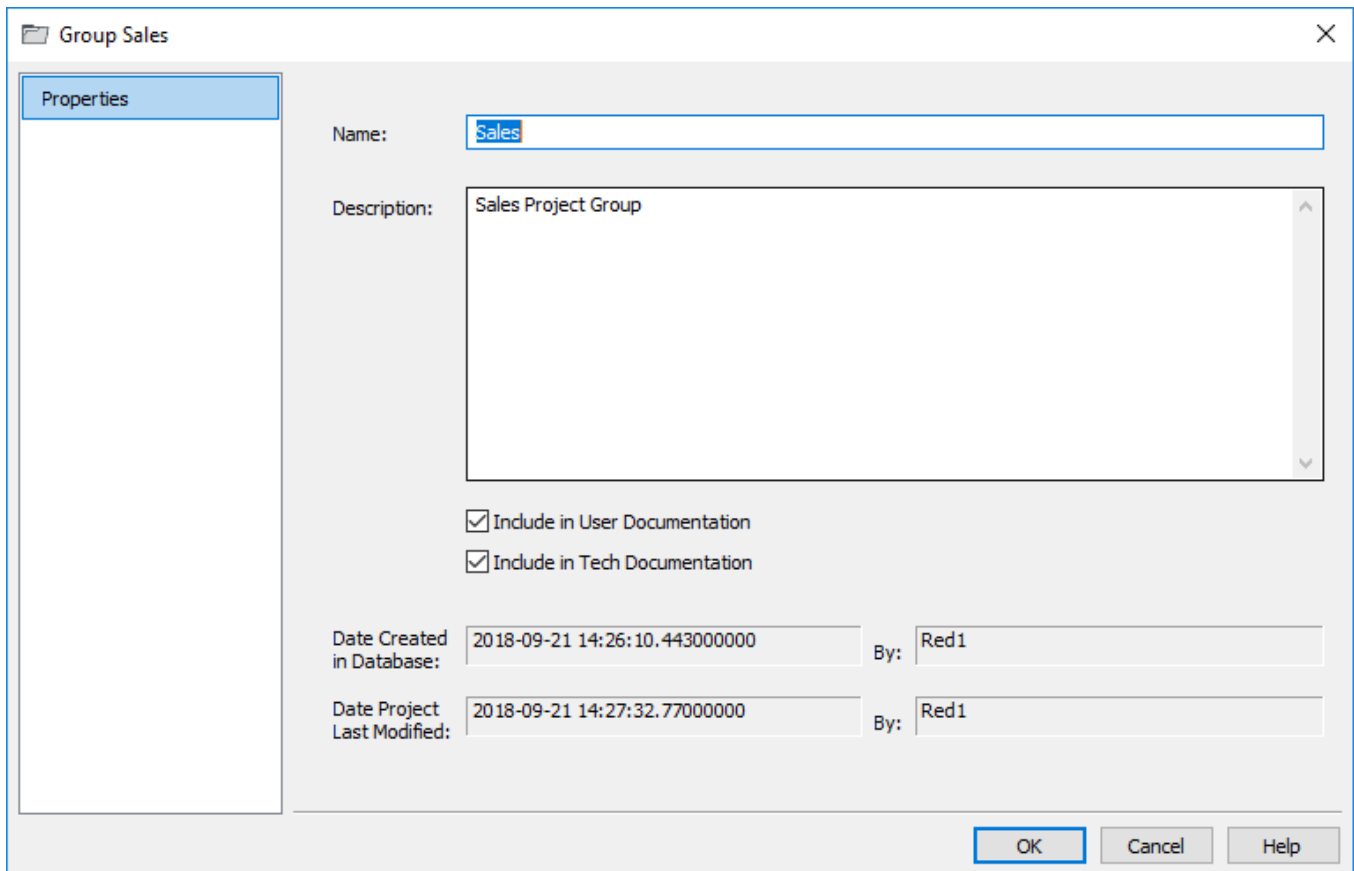 Group Sales
Properties
Name: Sales
Description: Sales Project Group
Include in User Documentation
Include in Tech Documentation
Date Created
in Database: 2018-09-21 14:26:10.443000000 By: Red1
Date Project
Last Modified: 2018-09-21 14:27:32.77000000 By: Red1
OK Cancel Help